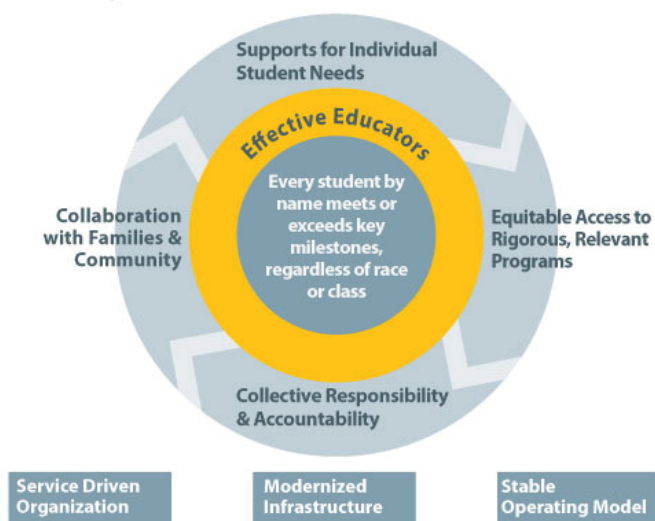 Supports for Individual
Student Needs
Effective Educators
Every student by
name meets or
exceeds key
milestones,
regardless of race
or class
Collaboration
with Families &
Community
Equitable Access to
Rigorous, Relevant
Programs
Collective Responsibility
& Accountability
Service Driven
Organization
Modernized
Infrastructure
Stable
Operating Model